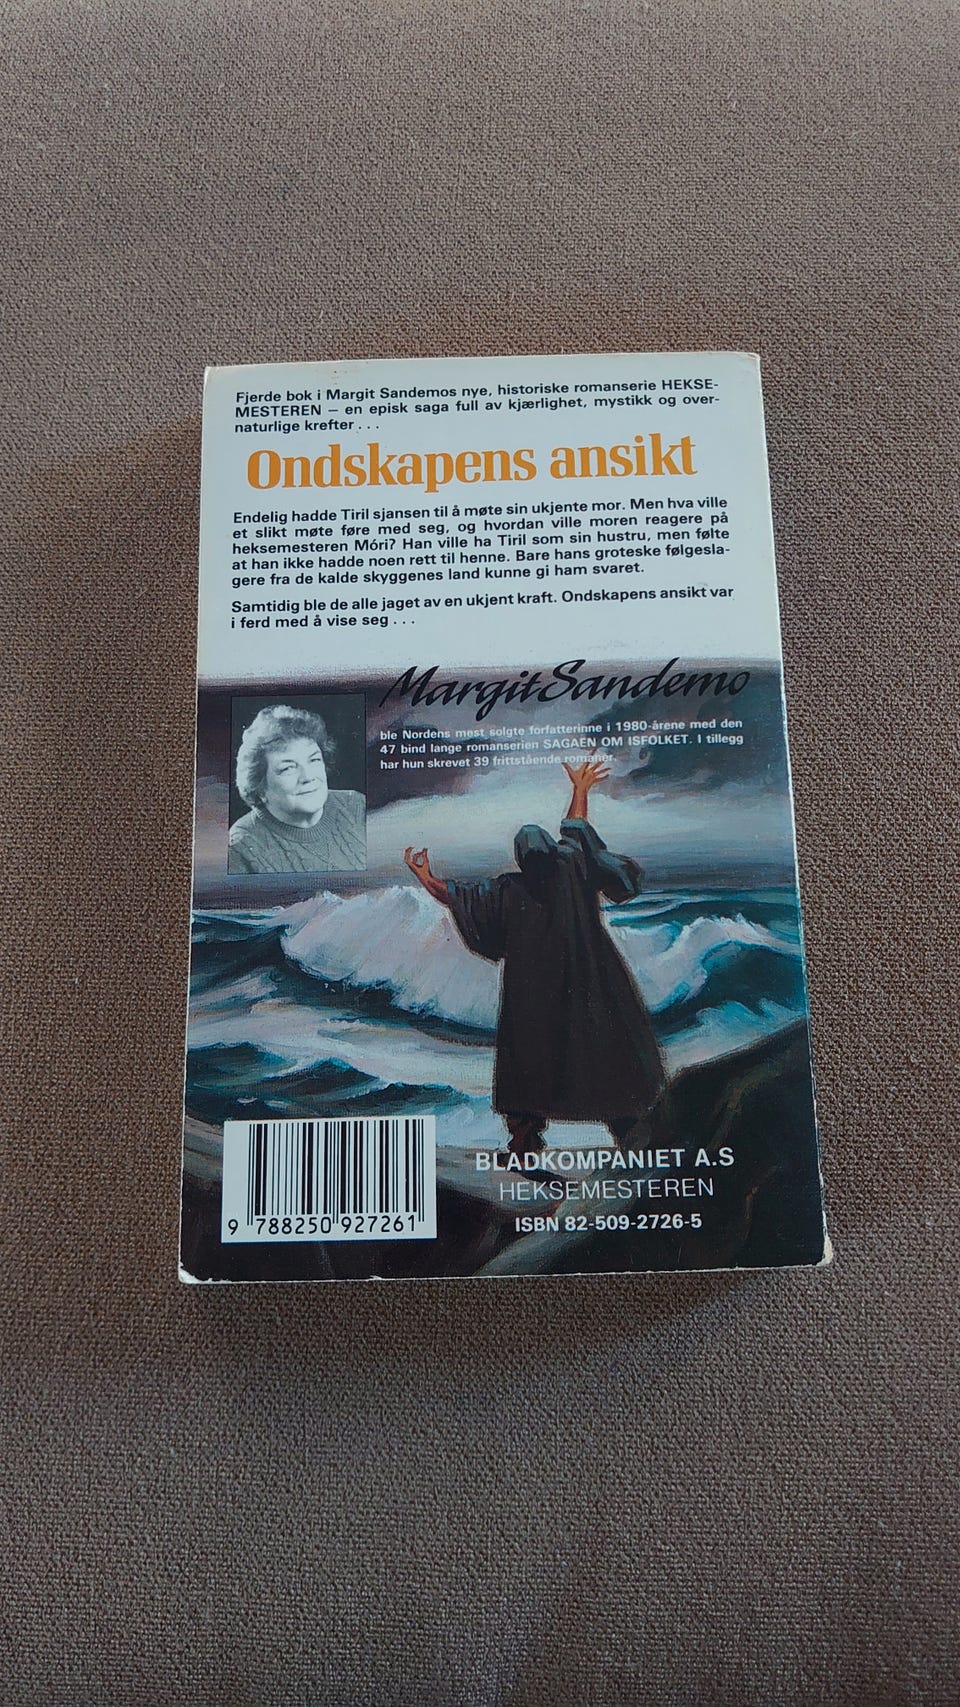 Fjerde bok i Margit Sandemos nye, historiske romanserie HEKSE-
MESTEREN – en episk saga full av kjærlighet, mystikk og over-
naturlige krefter . . .
Ondskapens ansikt
Endelig hadde Tiril sjansen til å møte sin ukjente mor. Men hva ville
et slikt møte føre med seg, og hvordan ville moren reagere på
heksemesteren Móri? Han ville ha Tiril som sin hustru, men følte
at han ikke hadde noen rett til henne. Bare hans groteske følgesla-
gere fra de kalde skyggenes land kunne gi ham svaret.
Samtidig ble de alle jaget av en ukjent kraft. Ondskapens ansikt var
i ferd med å vise seg . . .
Margit Sandemo
ble Nordens mest solgte forfatterinne i 1980-årene med den
47 bind lange romanserien SAGAEN OM ISFOLKET. I tillegg
har hun skrevet 39 frittstående romaner.
BLADKOMPANIET A.S
HEKSEMESTEREN
ISBN 82-509-2726-5
9 788250 927261